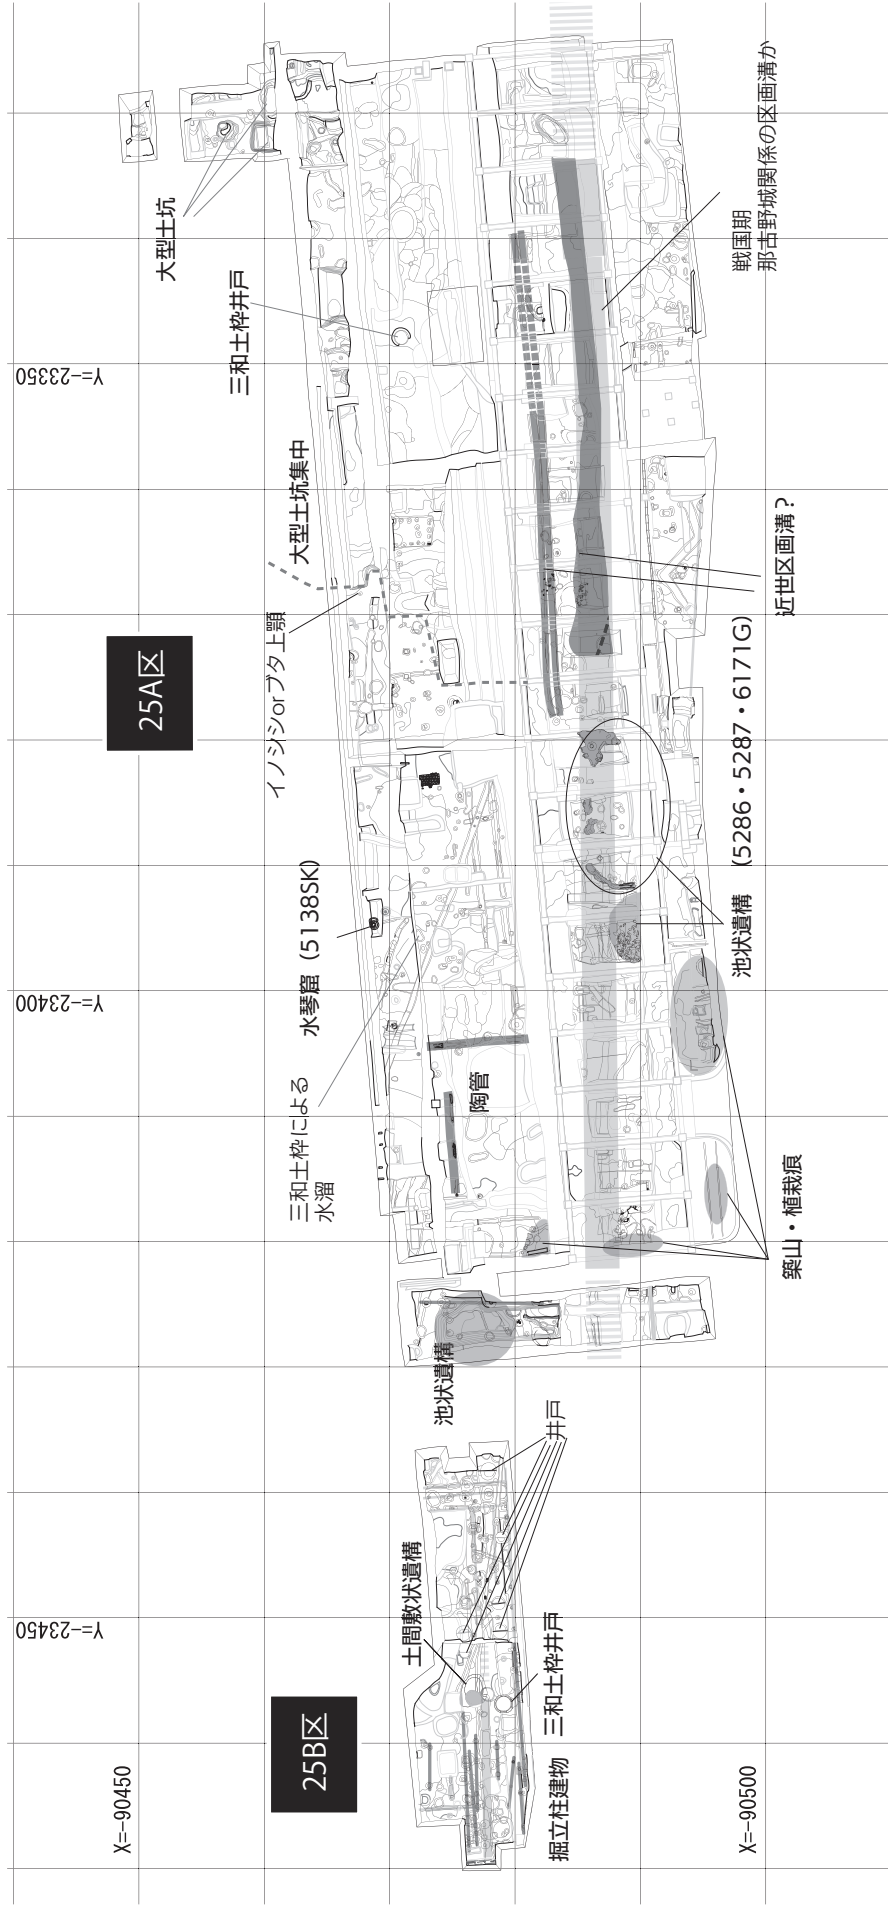 25A区
25B区
大型土坑
三和土枠井戸
大型土坑集中
イノシシorブタ上顎
水琴窟（5138SK）
三和土枠による
水溜
陶管
池状遺構
土間敷状遺構
井戸
三和土枠井戸
掘立柱建物
築山・植栽痕
池状遺構
(5286・5287・6171G)
近世区画溝？
戦国期
那古野城関係の区画溝か
Y=-23350
Y=-23400
Y=-23450
X=-90450
X=-90500